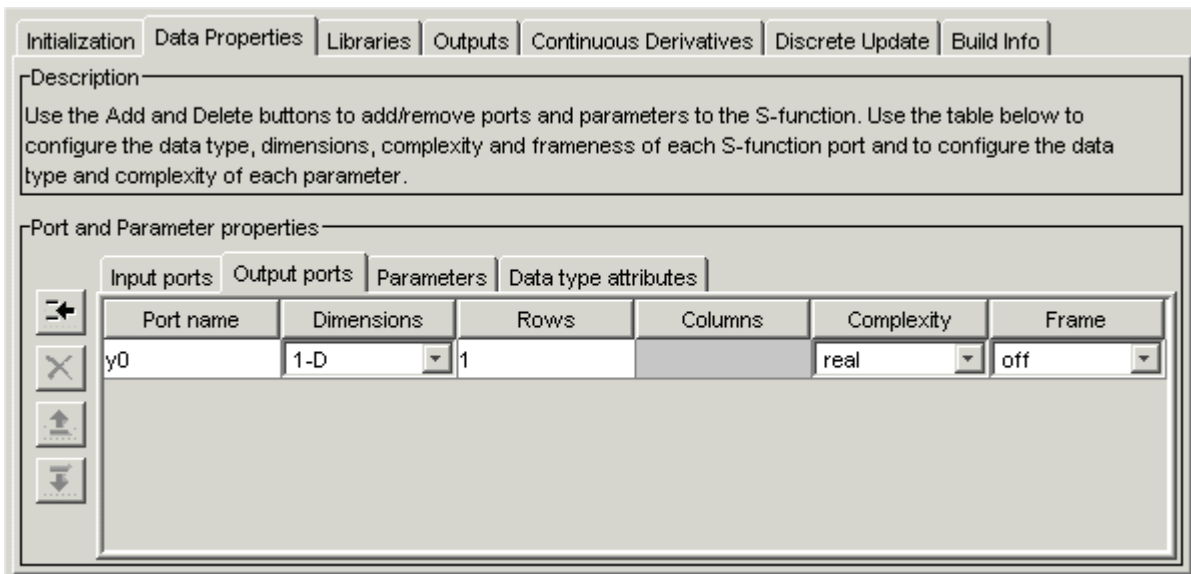 Initialization Data Properties Libraries Outputs Continuous Derivatives Discrete Update Build Info
Description
Use the Add and Delete buttons to add/remove ports and parameters to the S-function. Use the table below to
configure the data type, dimensions, complexity and frameness of each S-function port and to configure the data
type and complexity of each parameter.
Port and Parameter properties
Input ports Output ports Parameters Data type attributes
Port name Dimensions Rows Columns Complexity Frame
y0 1-D 1 real off